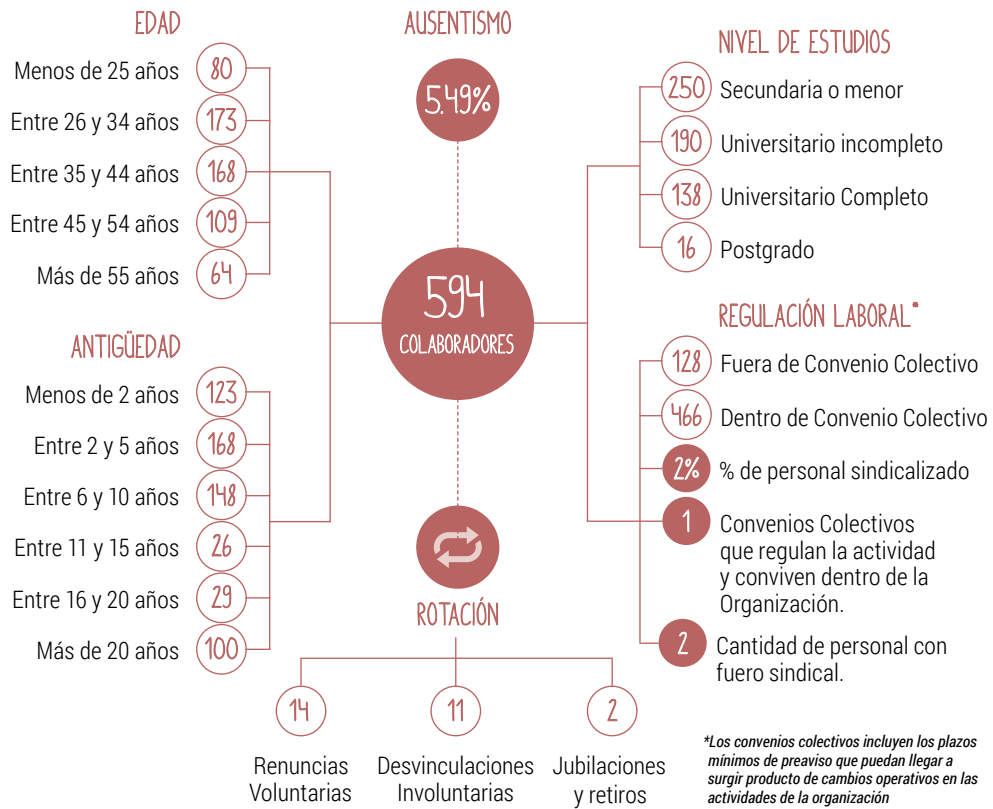 EDAD
Menos de 25 años 80
Entre 26 y 34 años 173
Entre 35 y 44 años 168
Entre 45 y 54 años 109
Más de 55 años 64
ANTIGÜEDAD
Menos de 2 años 123
Entre 2 y 5 años 168
Entre 6 y 10 años 148
Entre 11 y 15 años 26
Entre 16 y 20 años 29
Más de 20 años 100
AUSENTISMO
5.49%
594
COLABORADORES
ROTACIÓN
14
Renuncias
Voluntarias
11
Desvinculaciones
Involuntarias
2
Jubilaciones
y retiros
NIVEL DE ESTUDIOS
250 Secundaria o menor
190 Universitario incompleto
138 Universitario Completo
16 Postgrado
REGULACIÓN LABORAL*
128 Fuera de Convenio Colectivo
466 Dentro de Convenio Colectivo
2% % de personal sindicalizado
1 Convenios Colectivos
que regulan la actividad
y conviven dentro de la
Organización.
2 Cantidad de personal con
fuero sindical.
*Los convenios colectivos incluyen los plazos
mínimos de preaviso que puedan llegar a
surgir producto de cambios operativos en las
actividades de la organización